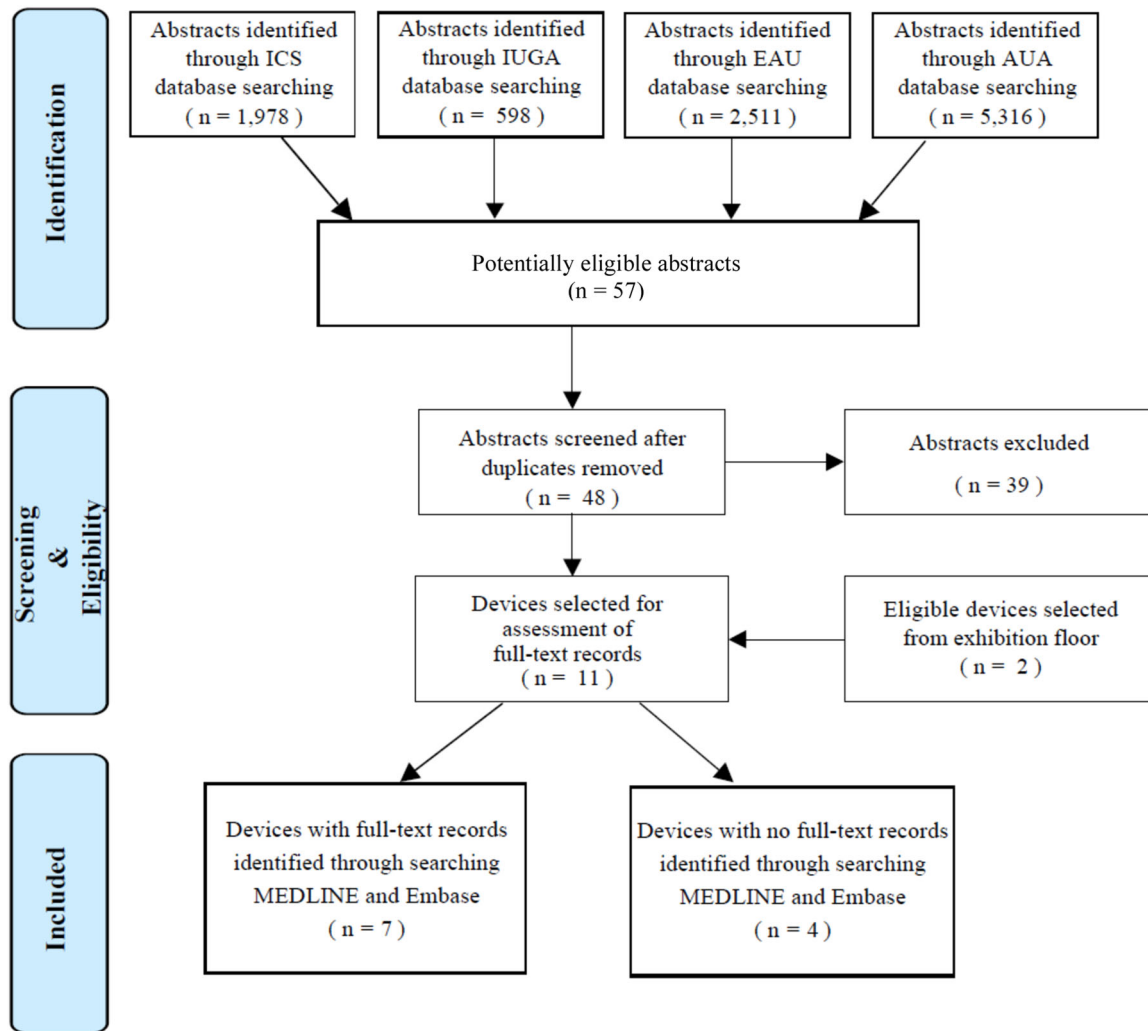 Identification
Abstracts identified
through ICS
database searching
( n = 1,978 )
Abstracts identified
through IUGA
database searching
( n = 598 )
Abstracts identified
through EAU
database searching
( n = 2,511 )
Abstracts identified
through AUA
database searching
( n = 5,316 )
Potentially eligible abstracts
(n = 57)
Screening
&
Eligibility
Abstracts screened after
duplicates removed
( n = 48 )
Abstracts excluded
( n = 39 )
Devices selected for
assessment of
full-text records
( n = 11 )
Eligible devices selected
from exhibition floor
( n = 2 )
Included
Devices with full-text records
identified through searching
MEDLINE and Embase
( n = 7 )
Devices with no full-text records
identified through searching
MEDLINE and Embase
( n = 4 )